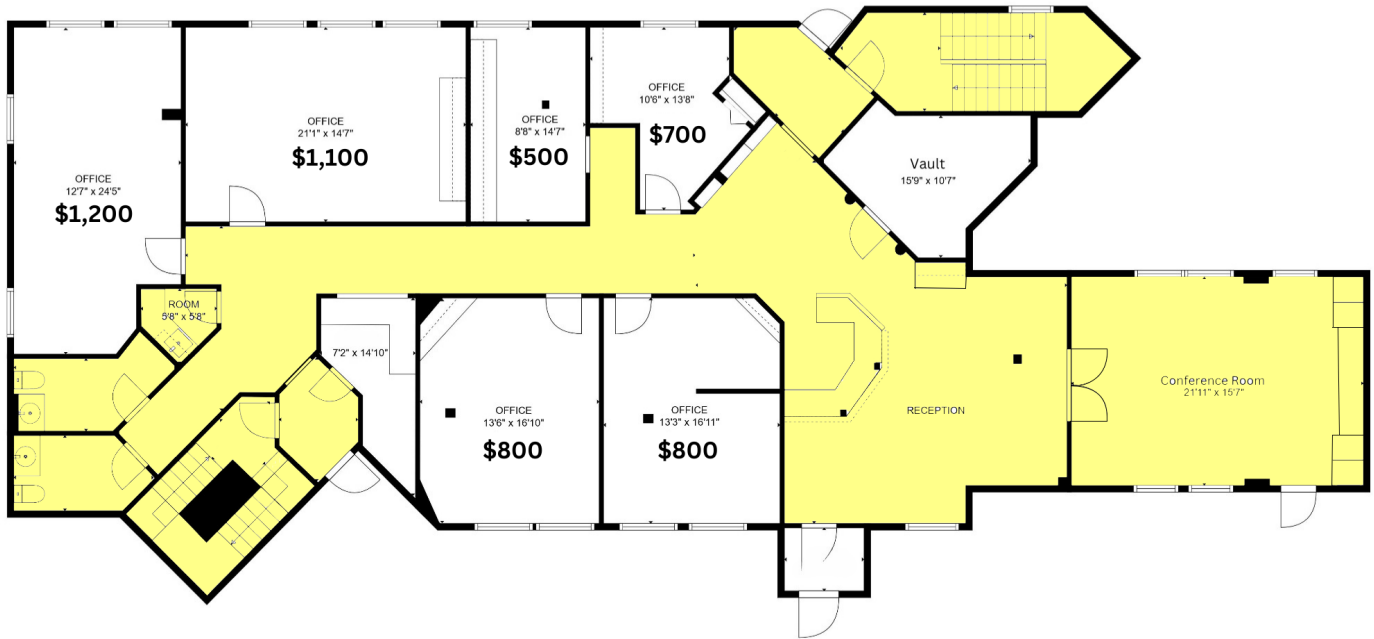 OFFICE
12'7" x 24'5"
$1,200
OFFICE
21'1" x 14'7"
$1,100
OFFICE
8'8" x 14'7"
$500
OFFICE
10'6" x 13'8"
$700
Vault
15'9" x 10'7"
ROOM
5'8" x 5'8"
7'2" x 14'10"
OFFICE
13'6" x 16'10"
$800
OFFICE
13'3" x 16'11"
$800
RECEPTION
Conference Room
21'11" x 15'7"